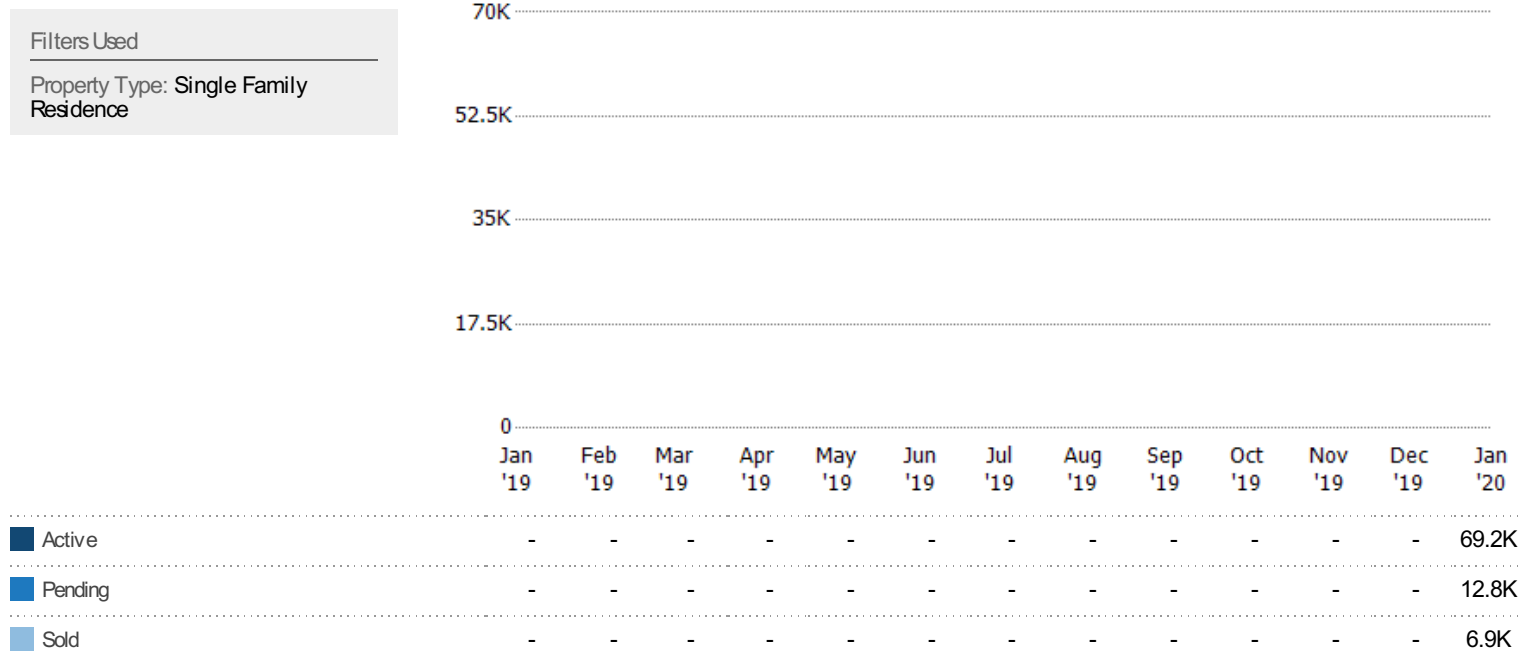 Filters Used
Property Type: Single Family
Residence
70K
52.5K
35K
17.5K
0
Jan Feb Mar Apr May Jun Jul Aug Sep Oct Nov Dec Jan
'19 '19 '19 '19 '19 '19 '19 '19 '19 '19 '19 '19 '20
Active - - - - - - - - - - - - 69.2K
Pending - - - - - - - - - - - - 12.8K
Sold - - - - - - - - - - - - 6.9K